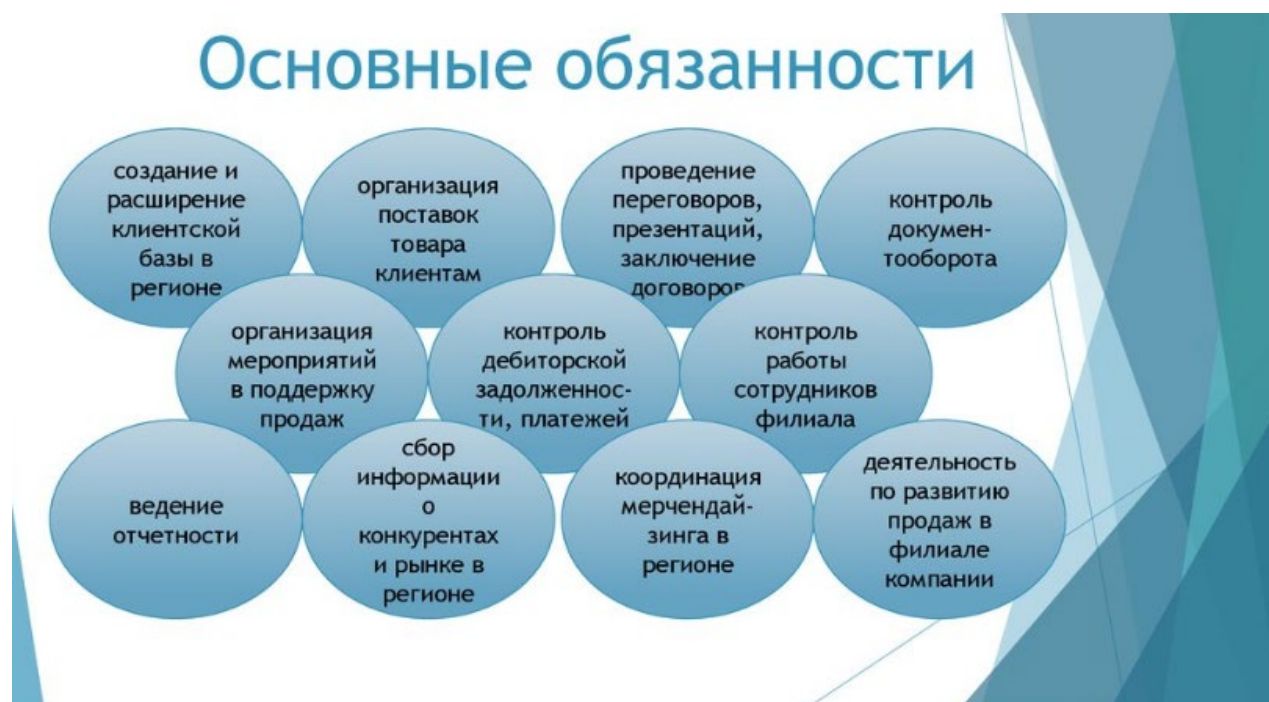 Основные обязанности
создание и
расширение
клиентской
базы в
регионе
организация
поставок
товара
клиентам
проведение
переговоров,
презентаций,
заключение
договоров
контроль
докумен-
тооборота
организация
мероприятий
в поддержку
продаж
контроль
дебиторской
задолженнос-
ти, платежей
контроль
работы
сотрудников
филиала
ведение
отчетности
сбор
информации
о
конкурентах
и рынке в
регионе
координация
мерчендай-
зинга в
регионе
деятельность
по развитию
продаж в
филиале
компании